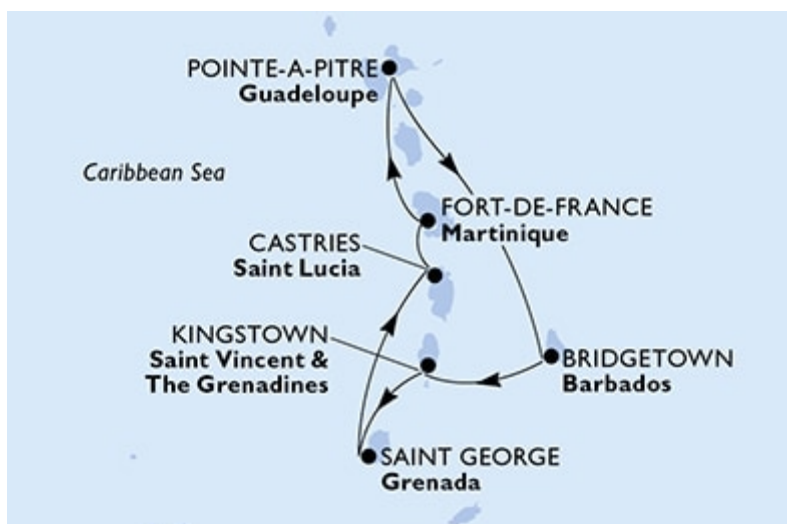 POINTE-A-PITRE
Guadeloupe
Caribbean Sea
FORT-DE-FRANCE
Martinique
CASTRIES
Saint Lucia
KINGSTOWN
Saint Vincent &
The Grenadines
BRIDGETOWN
Barbados
SAINT GEORGE
Grenada